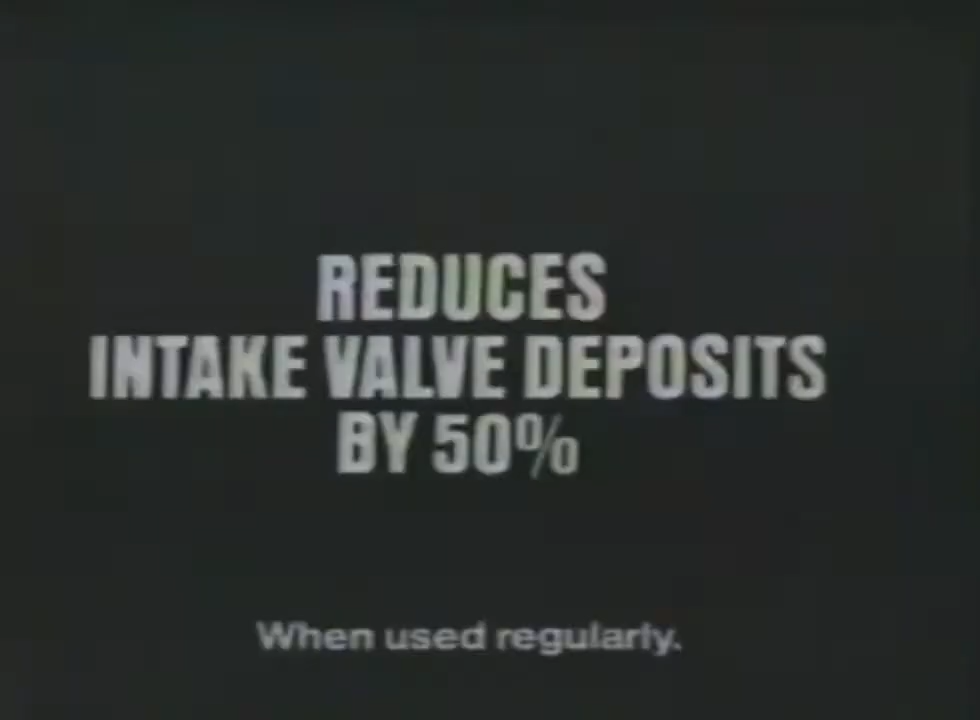 REDUCES
INTAKE VALVE DEPOSITS
BY 50%
When used regularly.